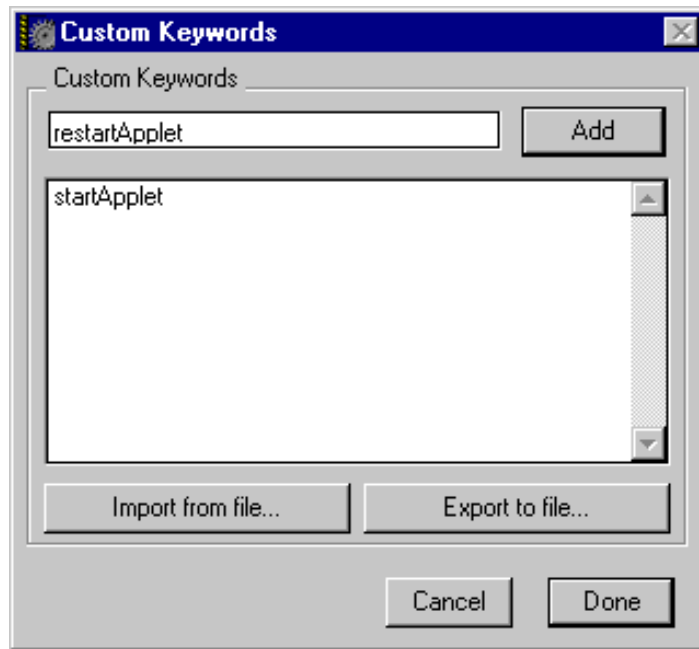 Custom Keywords
Custom Keywords
restartApplet
Add
startApplet
Import from file...
Export to file...
Cancel
Done